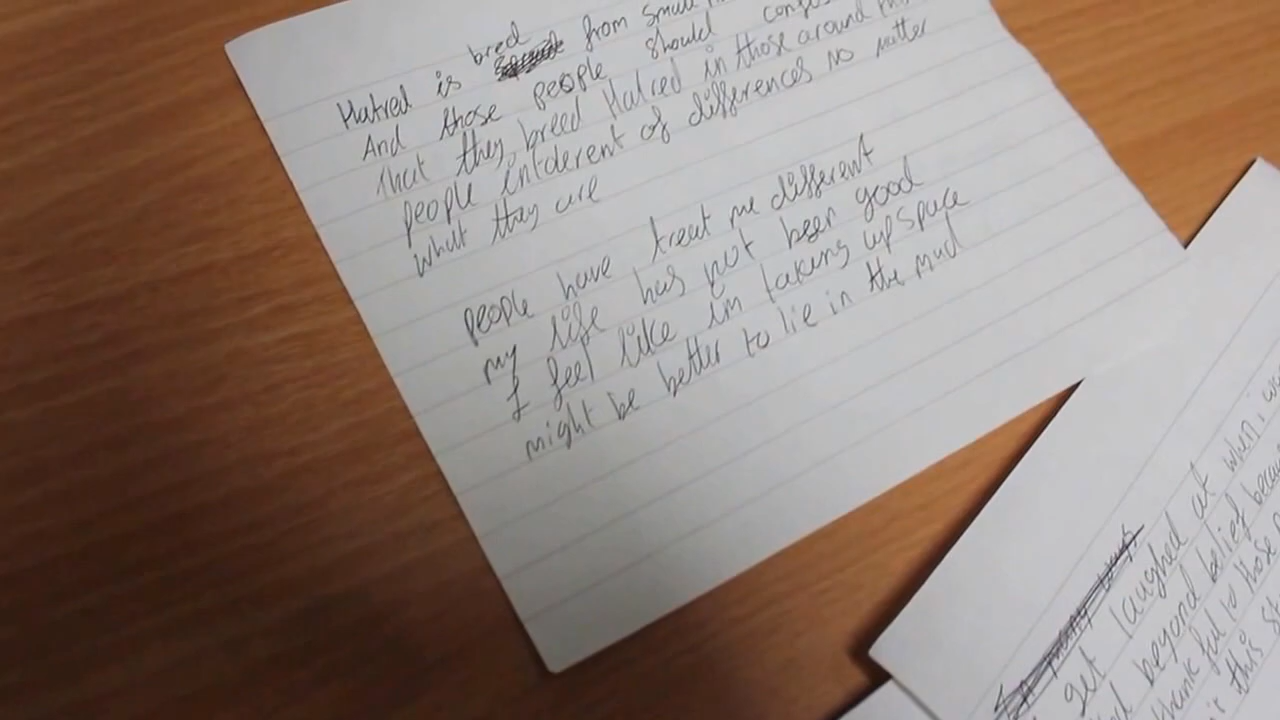 Hatred is bred from small
And those people should
that they breed Hatred in those around
people intolerent of differences no matter
what they are
people have treat me different
my life has not been good
I feel like im taking up space
might be better to lie in the mud
get laughed at when i
beyond belief
thankful to those
this